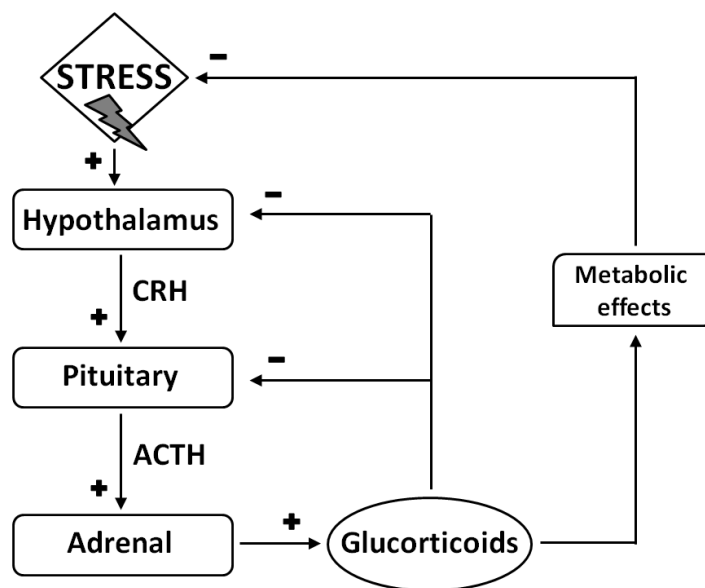 STRESS
-
+
Hypothalamus
-
CRH
+
Metabolic
effects
Pituitary
-
ACTH
+
Adrenal
+
Glucorticoids